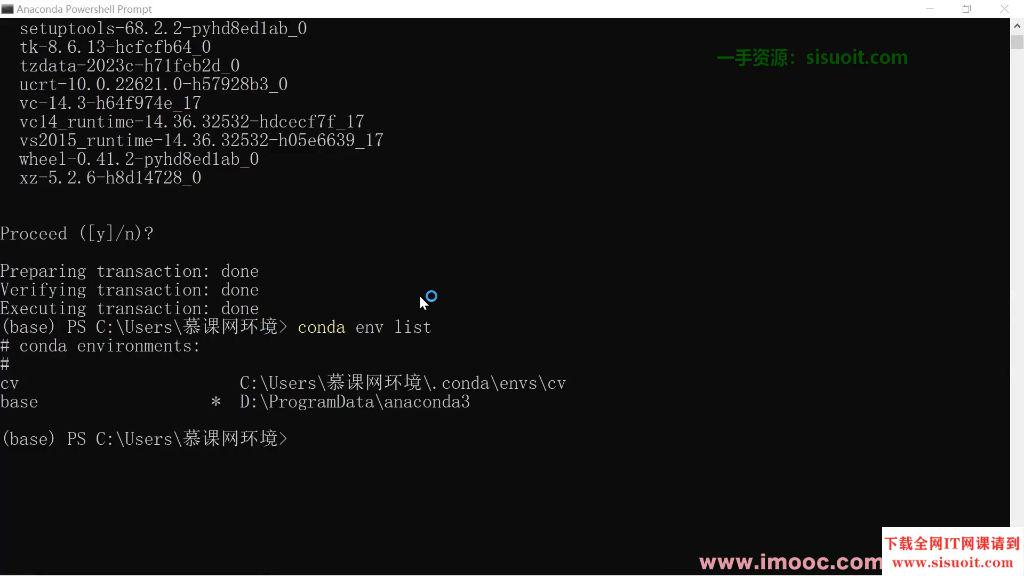 Anaconda Powershell Prompt
setuptools-68.2.2-pyhd8ed1ab_0
tk-8.6.13-hcfcfb64_0
tzdata-2023c-h71feb2d_0
ucrt-10.0.22621.0-h57928b3_0
vc-14.3-h64f974e_17
vc14_runtime-14.36.32532-hdcecf7f_17
vs2015_runtime-14.36.32532-h05e6639_17
wheel-0.41.2-pyhd8ed1ab_0
xz-5.2.6-h8d14728_0
一手资源：sisuoit.com
Proceed ([y]/n)?
Preparing transaction: done
Verifying transaction: done
Executing transaction: done
(base) PS C:\Users\慕课网环境> conda env list
# conda environments:
#
cv C:\Users\慕课网环境\.conda\envs\cv
base * D:\ProgramData\anaconda3
(base) PS C:\Users\慕课网环境>
下载全网IT网课请到
www.imooc.com
www.sisuoit.com